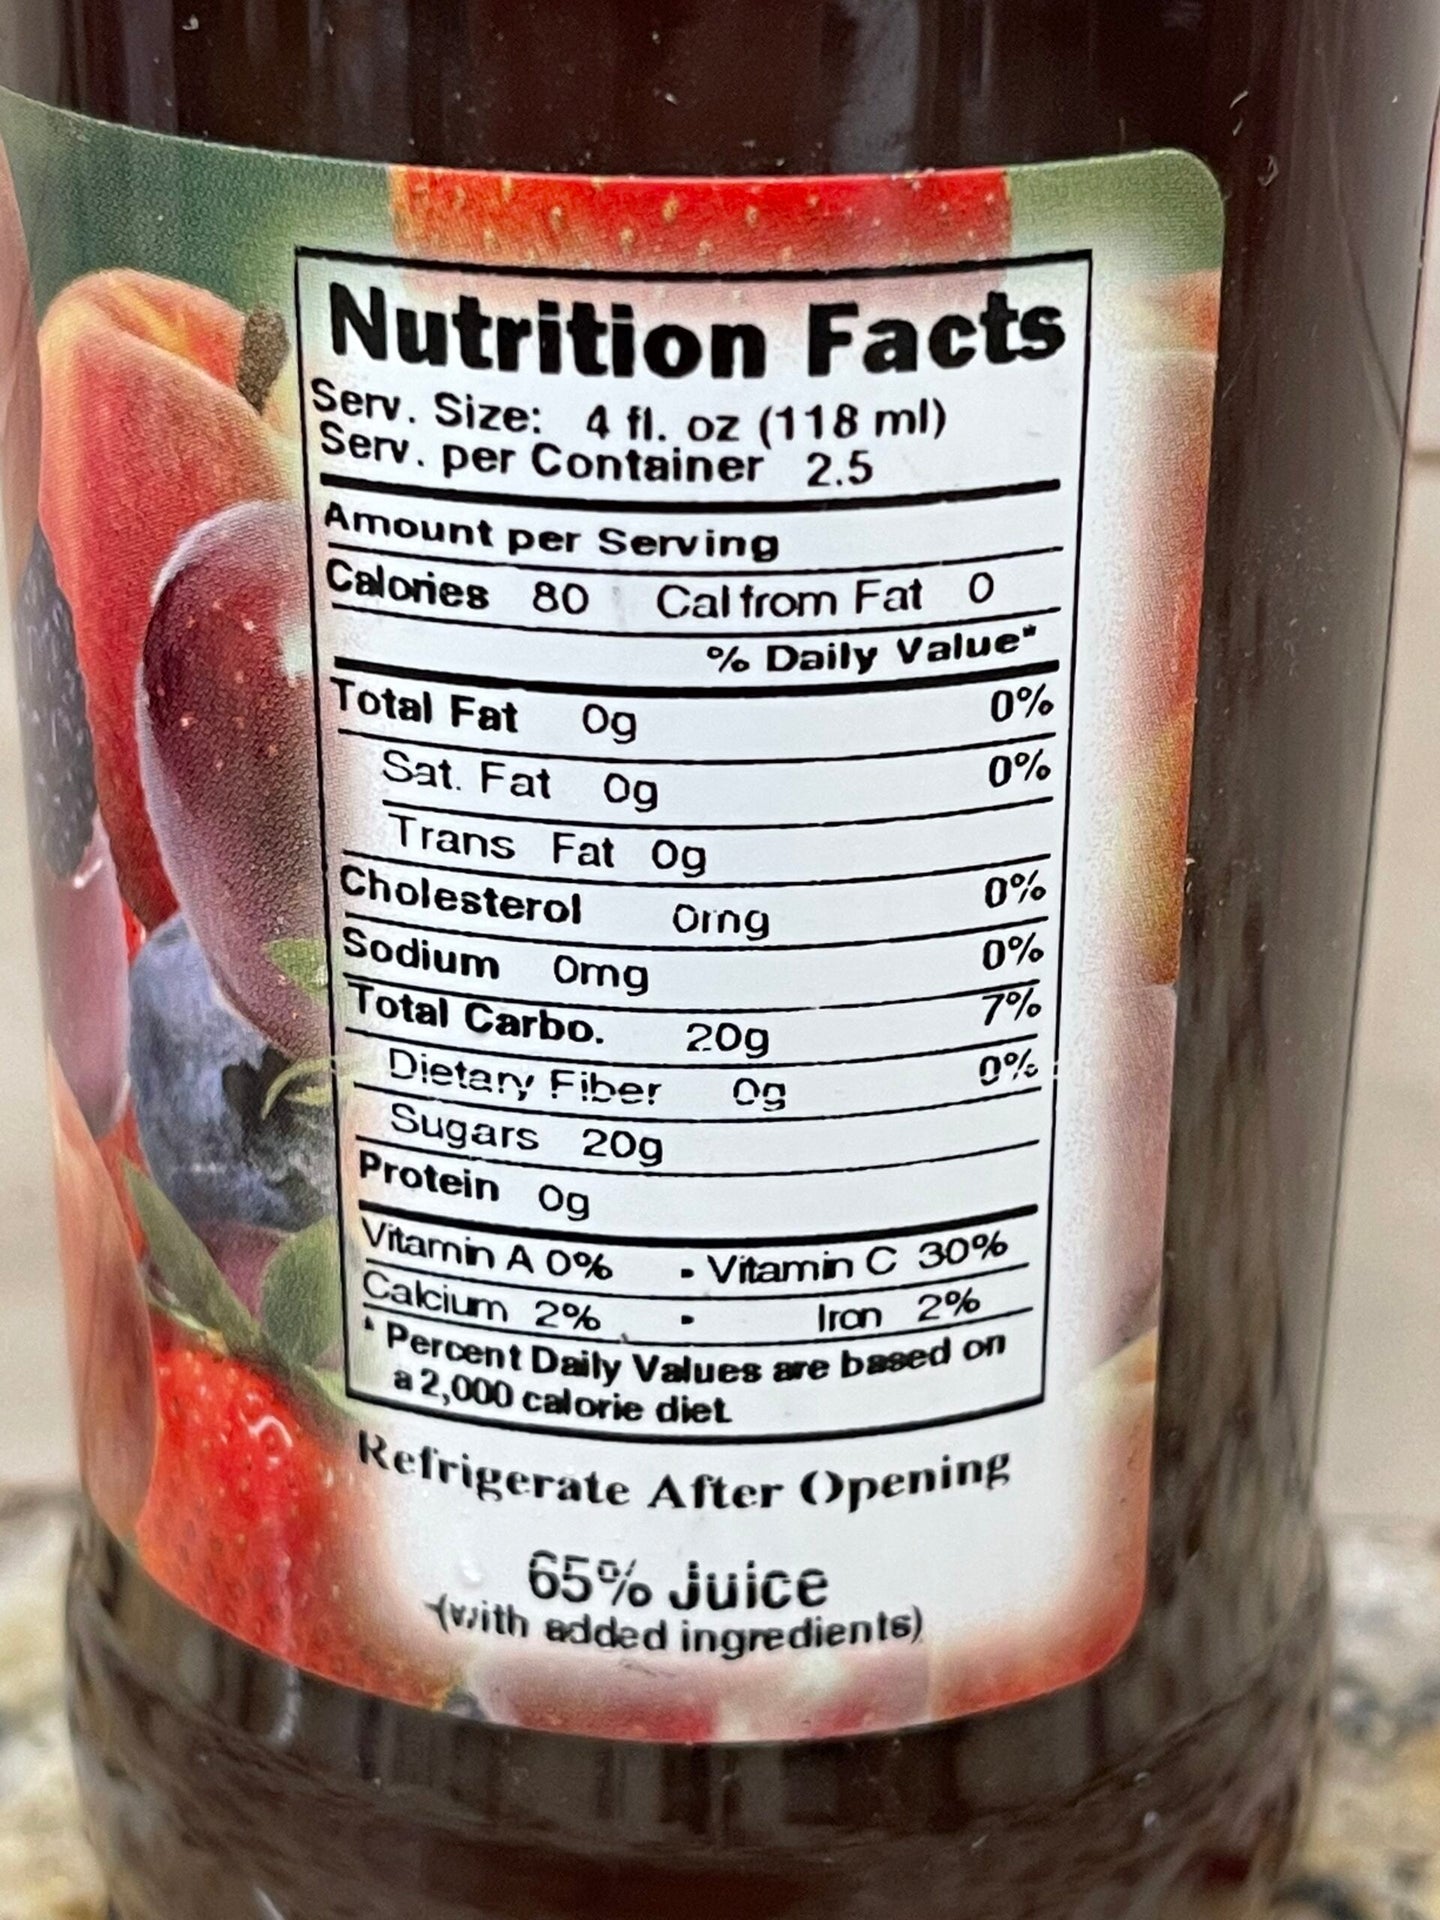 Nutrition Facts
Serv. Size: 4 fl. oz (118 ml)
Serv. per Container 2.5
Amount per Serving
Calories 80 Cal from Fat 0
% Daily Value*
Total Fat 0g 0%
Sat. Fat 0g 0%
Trans Fat 0g
Cholesterol 0mg 0%
Sodium 0mg 0%
Total Carbo. 20g 7%
Dietary Fiber 0g 0%
Sugars 20g
Protein 0g
Vitamin A 0% • Vitamin C 30%
Calcium 2% • Iron 2%
* Percent Daily Values are based on
a 2,000 calorie diet.
Refrigerate After Opening
65% juice
(with added ingredients)